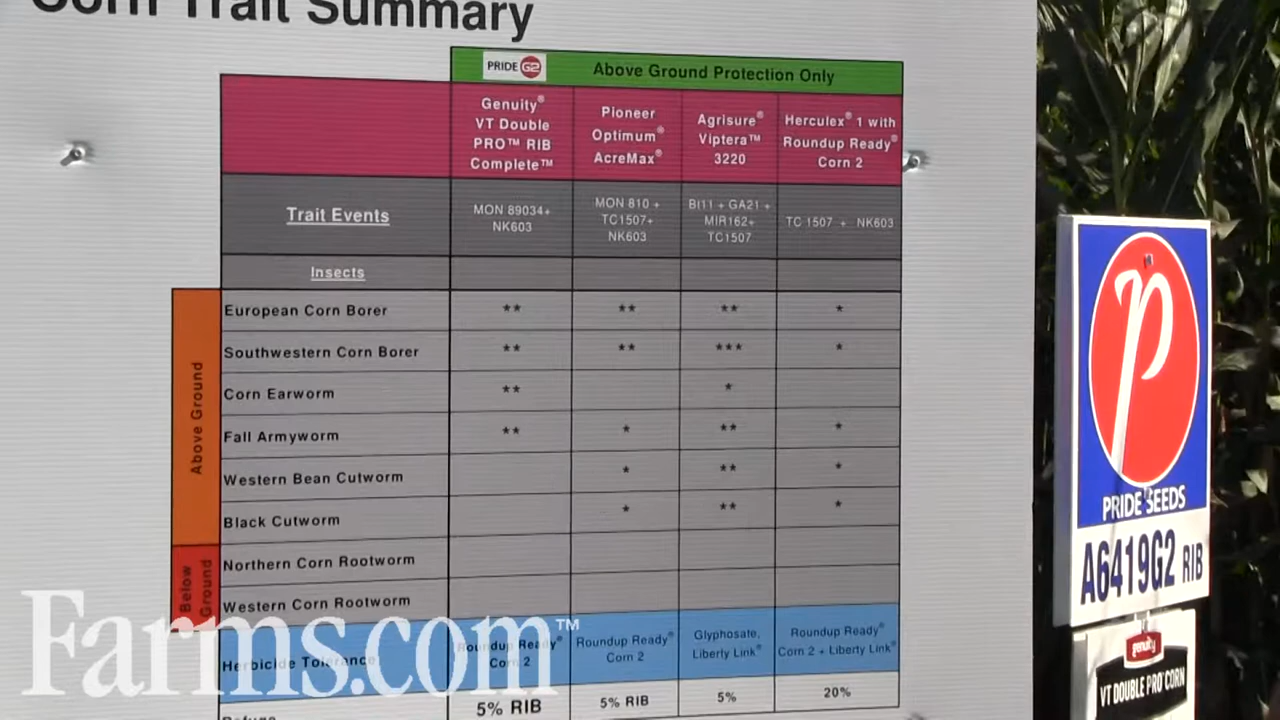 Corn Trait Summary
PRIDE G2 Above Ground Protection Only
Genuity® VT Double PRO™ RIB Complete™
Pioneer Optimum® AcreMax®
Agrisure® Viptera™ 3220
Herculex® 1 with Roundup Ready® Corn 2
Trait Events
MON 89034+ NK603
MON 810 + TC1507+ NK603
Bt11 + GA21 + MIR162+ TC1507
TC 1507 + NK603
Insects
Above Ground
European Corn Borer ** ** ** *
Southwestern Corn Borer ** ** *** *
Corn Earworm ** *
Fall Armyworm ** * ** *
Western Bean Cutworm * ** *
Black Cutworm * ** *
Below Ground
Northern Corn Rootworm
Western Corn Rootworm
Herbicide Tolerance
Roundup Ready® Corn 2
Roundup Ready® Corn 2
Glyphosate, Liberty Link®
Roundup Ready® Corn 2 + Liberty Link®
Refuge 5% RIB 5% RIB 5% 20%
Farms.com™
P
PRIDE SEEDS
A6419G2 RIB
genuity
VT DOUBLE PRO CORN